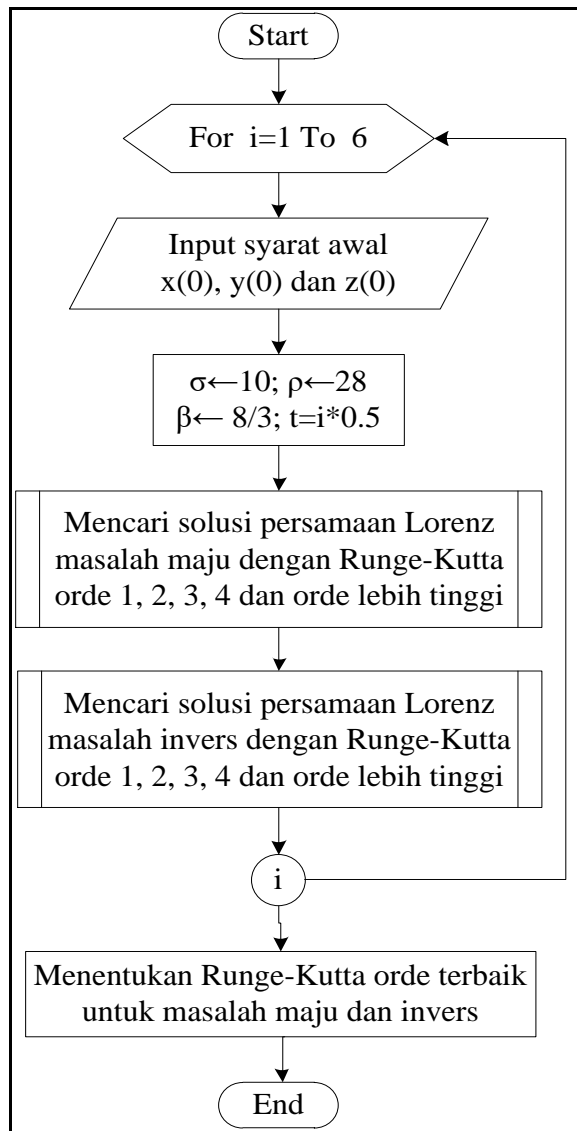 Start
For i=1 To 6
Input syarat awal
x(0), y(0) dan z(0)
σ←10; ρ←28
β← 8/3; t=i*0.5
Mencari solusi persamaan Lorenz
masalah maju dengan Runge-Kutta
orde 1, 2, 3, 4 dan orde lebih tinggi
Mencari solusi persamaan Lorenz
masalah invers dengan Runge-Kutta
orde 1, 2, 3, 4 dan orde lebih tinggi
i
Menentukan Runge-Kutta orde terbaik
untuk masalah maju dan invers
End